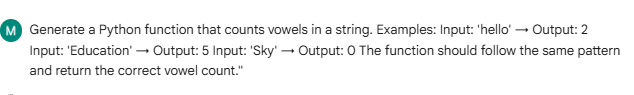 M
Generate a Python function that counts vowels in a string. Examples: Input: 'hello' → Output: 2
Input: 'Education' → Output: 5 Input: 'Sky' → Output: 0 The function should follow the same pattern
and return the correct vowel count."